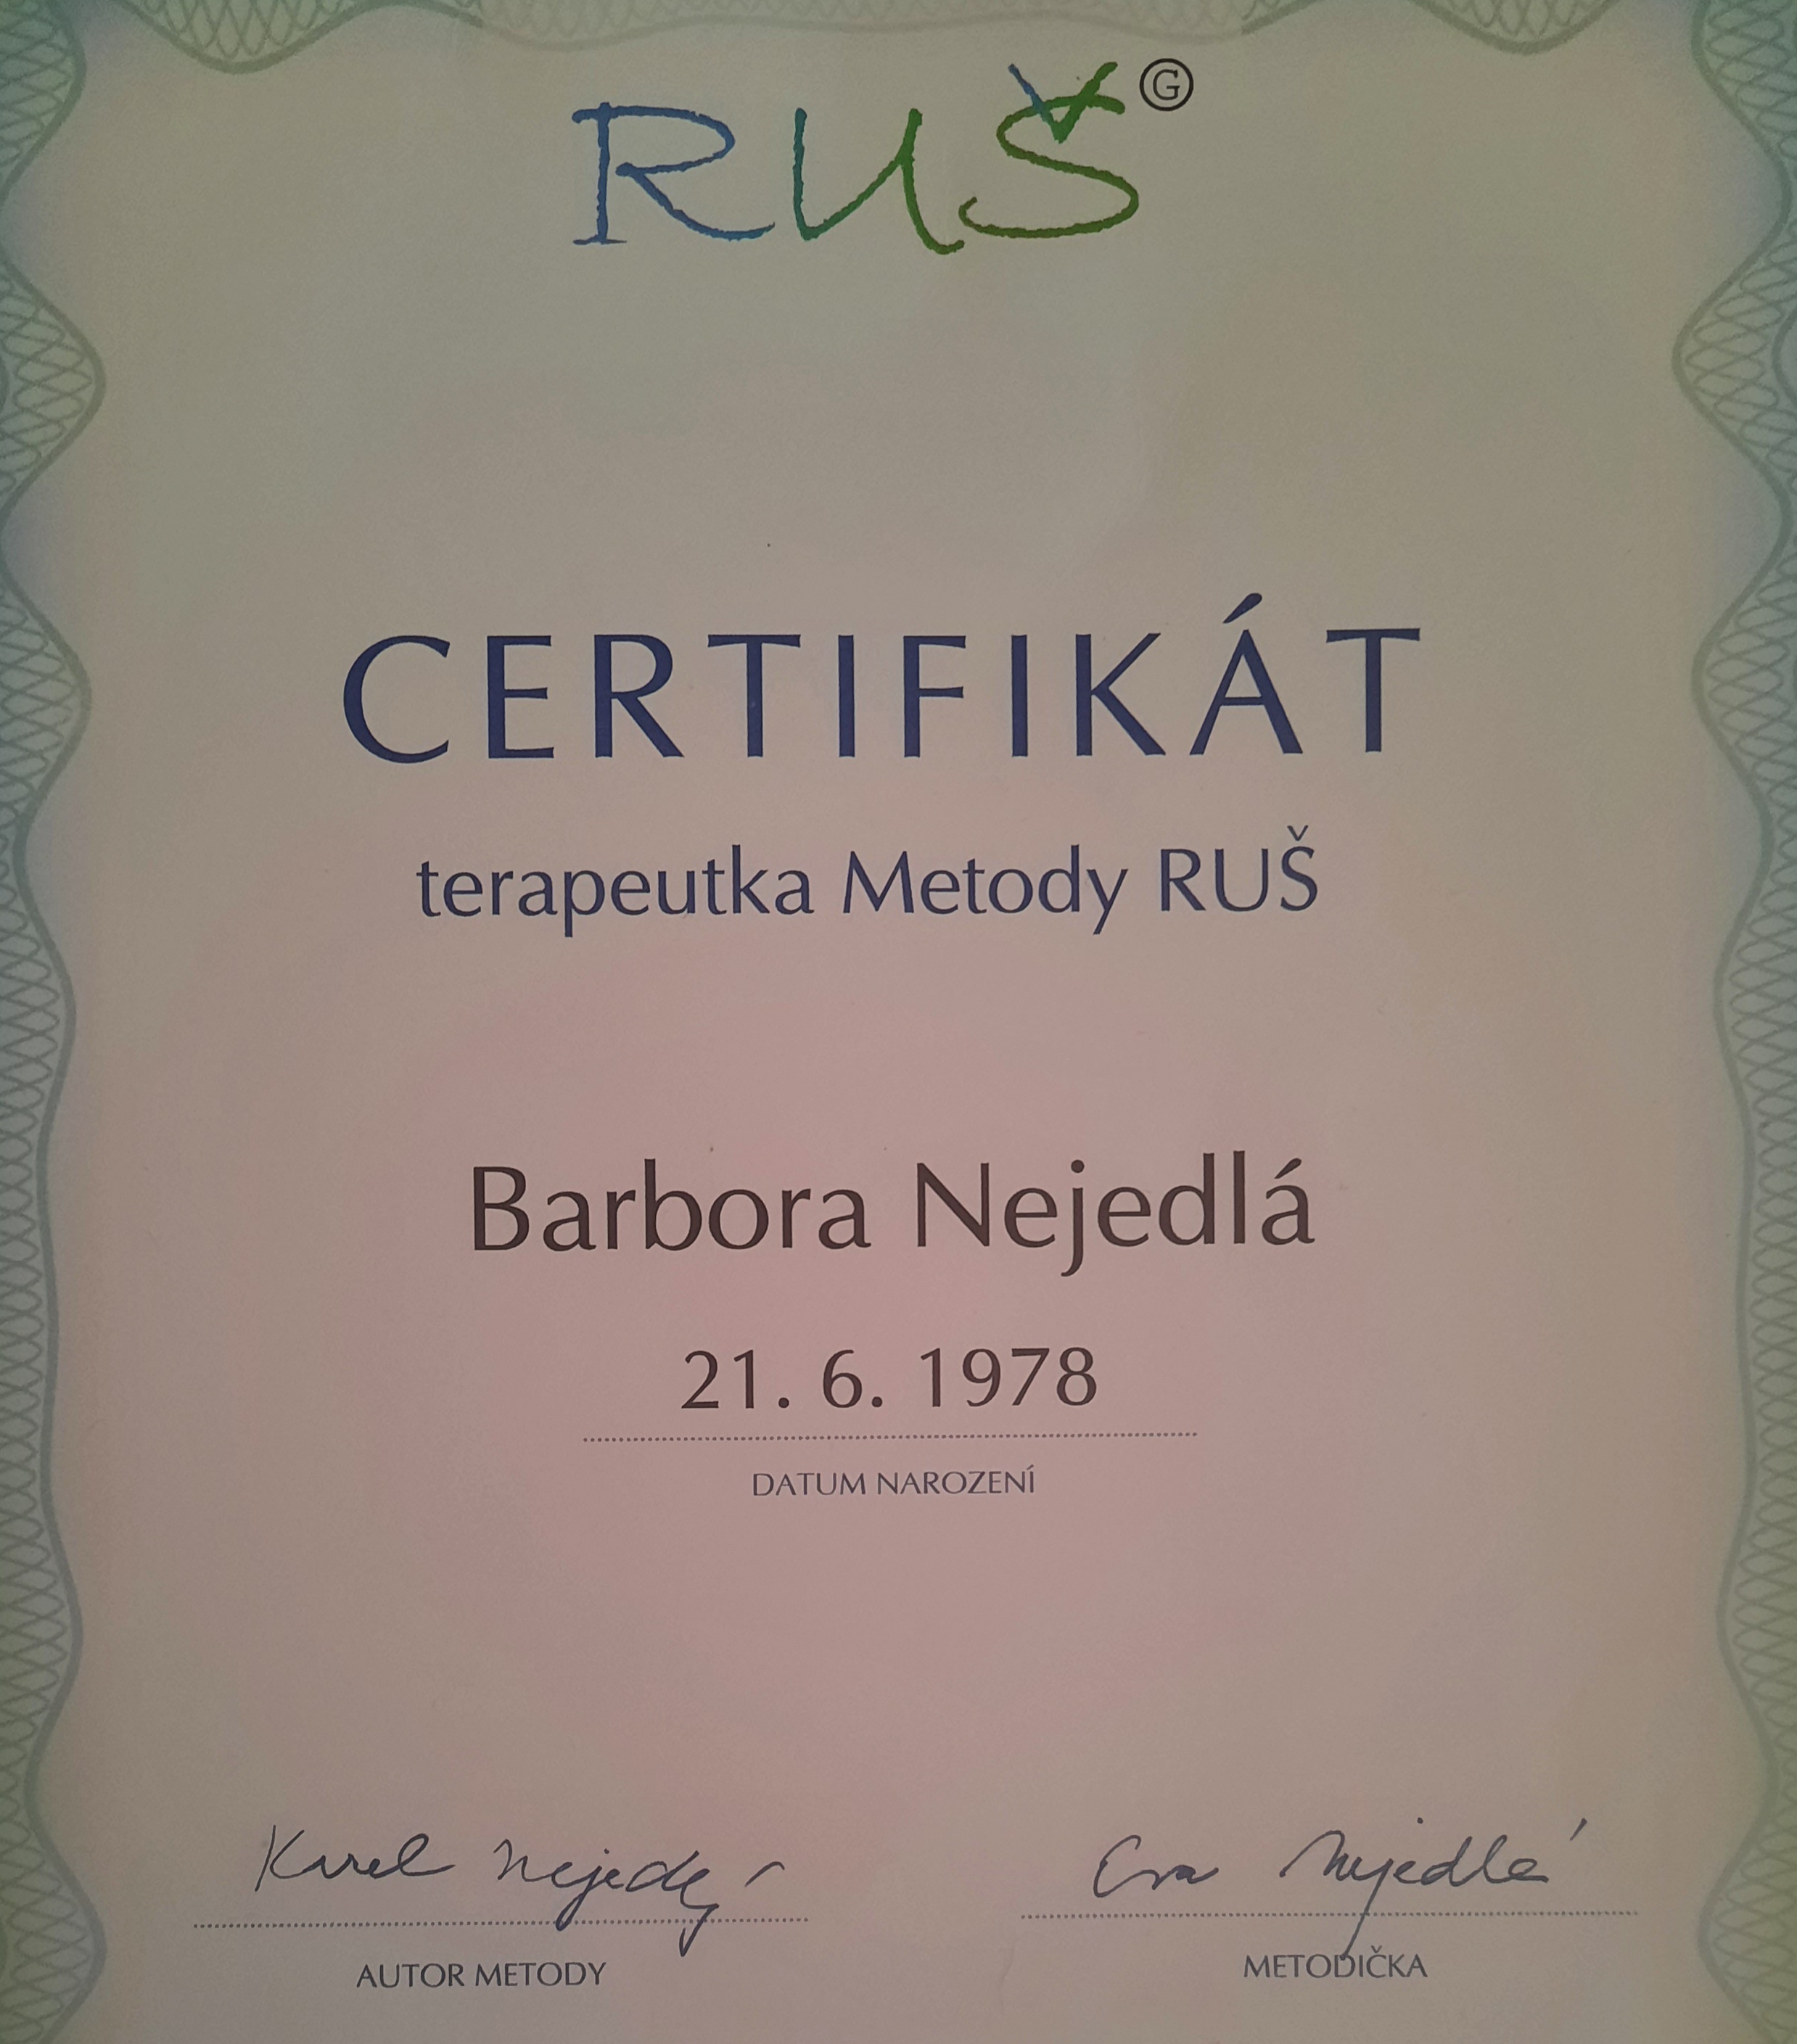 RUŠ Ⓖ
CERTIFIKÁT
terapeutka Metody RUŠ
Barbora Nejedlá
21. 6. 1978
DATUM NAROZENÍ
Karel Nejedlý Eva Nejedlá
AUTOR METODY METODIČKA